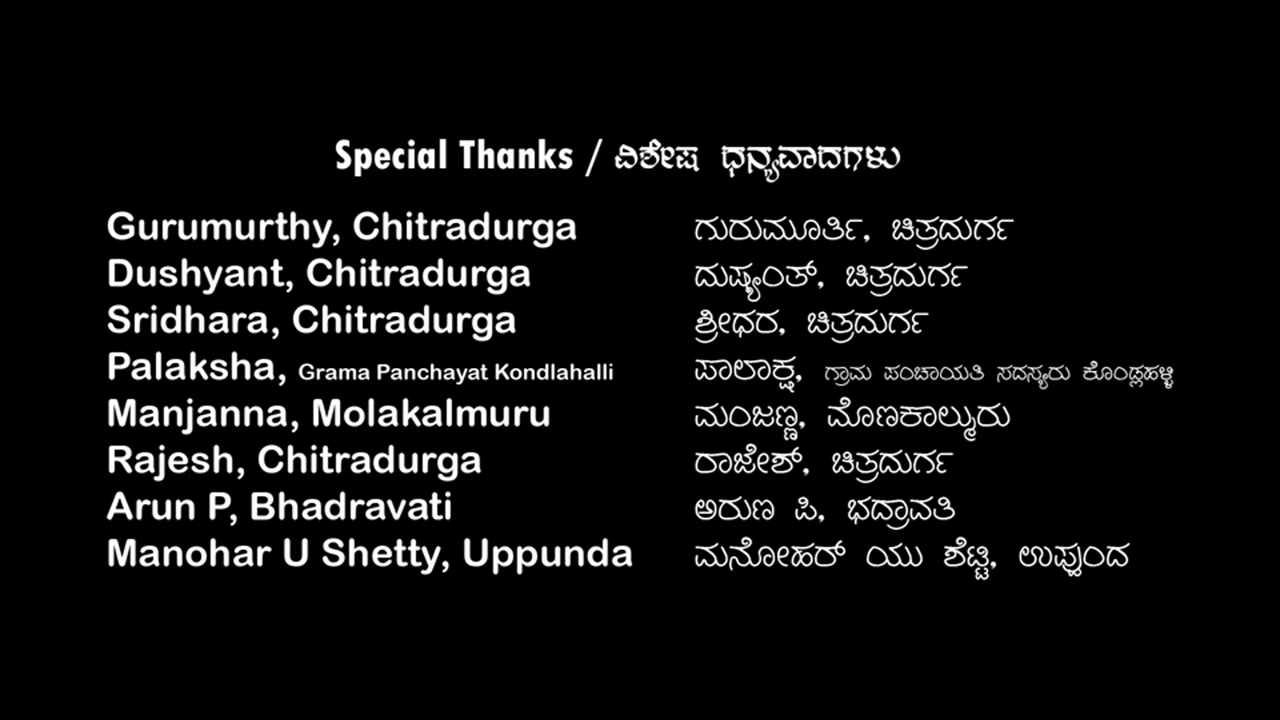 Special Thanks / ವಿಶೇಷ ಧನ್ಯವಾದಗಳು
Gurumurthy, Chitradurga ಗುರುಮೂರ್ತಿ, ಚಿತ್ರದುರ್ಗ
Dushyant, Chitradurga ದುಷ್ಯಂತ್, ಚಿತ್ರದುರ್ಗ
Sridhara, Chitradurga ಶ್ರೀಧರ, ಚಿತ್ರದುರ್ಗ
Palaksha, Grama Panchayat Kondlahalli ಪಾಲಾಕ್ಷ, ಗ್ರಾಮ ಪಂಚಾಯತಿ ಸದಸ್ಯರು ಕೊಂಡ್ಲಹಳ್ಳಿ
Manjanna, Molakalmuru ಮಂಜಣ್ಣ, ಮೊಣಕಾಲ್ಮುರು
Rajesh, Chitradurga ರಾಜೇಶ್, ಚಿತ್ರದುರ್ಗ
Arun P, Bhadravati ಅರುಣ ಪಿ, ಭದ್ರಾವತಿ
Manohar U Shetty, Uppunda ಮನೋಹರ್ ಯು ಶೆಟ್ಟಿ, ಉಪ್ಪುಂದ